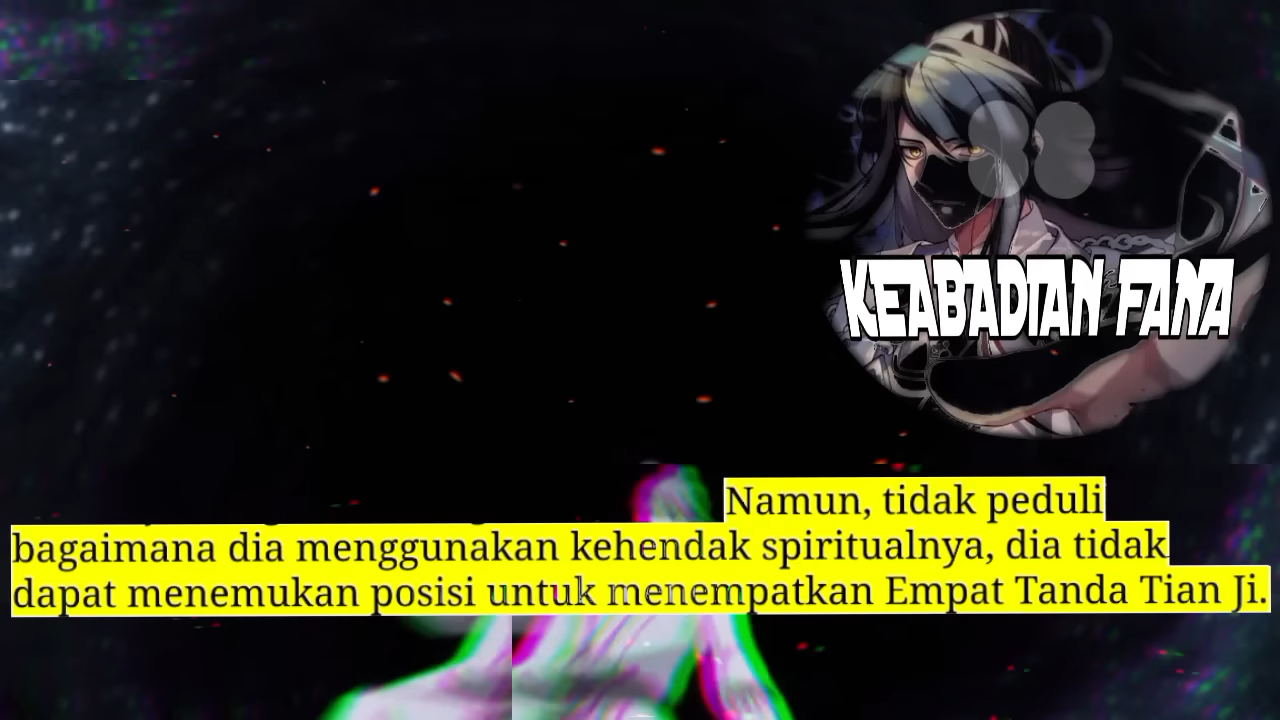 88
KEABADIAN FANA
Namun, tidak peduli
bagaimana dia menggunakan kehendak spiritualnya, dia tidak
dapat menemukan posisi untuk menempatkan Empat Tanda Tian Ji.